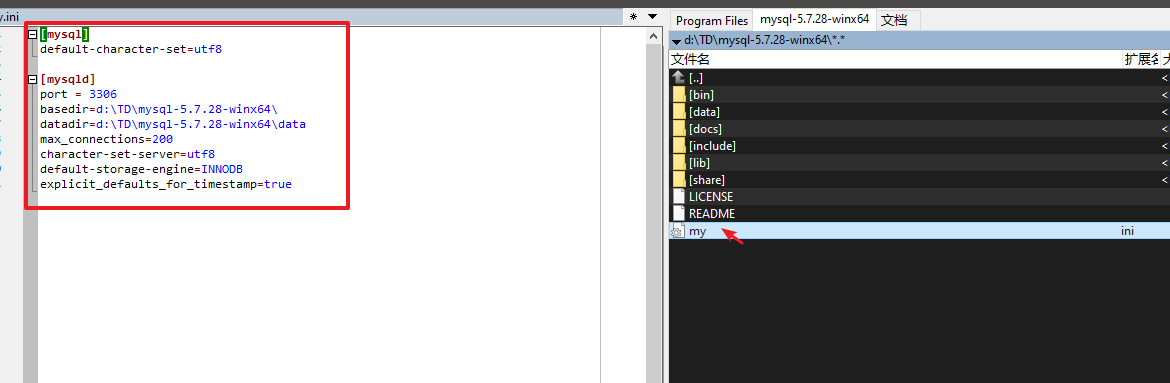 y.ini
[mysql]
default-character-set=utf8
[mysqld]
port = 3306
basedir=d:\TD\mysql-5.7.28-winx64\
datadir=d:\TD\mysql-5.7.28-winx64\data
max_connections=200
character-set-server=utf8
default-storage-engine=INNODB
explicit_defaults_for_timestamp=true
Program Files mysql-5.7.28-winx64 文档
d:\TD\mysql-5.7.28-winx64\*.*
文件名 扩展名 大
[..] <
[bin] <
[data] <
[docs] <
[include] <
[lib] <
[share] <
LICENSE
README
my ini